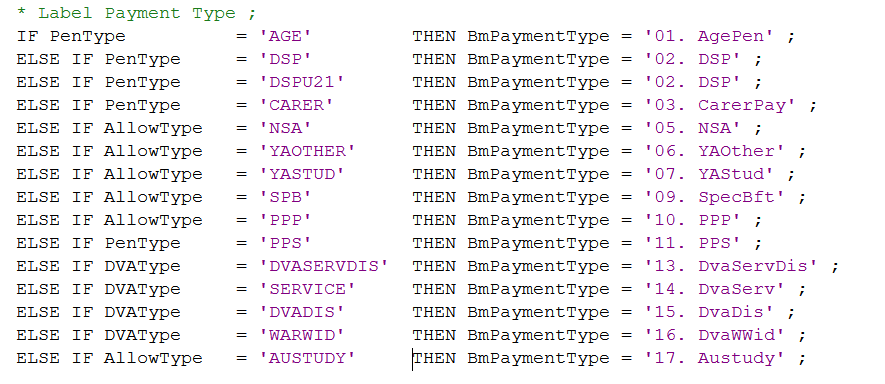 * Label Payment Type ;
IF PenType = 'AGE' THEN BmPaymentType = '01. AgePen' ;
ELSE IF PenType = 'DSP' THEN BmPaymentType = '02. DSP' ;
ELSE IF PenType = 'DSPU21' THEN BmPaymentType = '02. DSP' ;
ELSE IF PenType = 'CARER' THEN BmPaymentType = '03. CarerPay' ;
ELSE IF AllowType = 'NSA' THEN BmPaymentType = '05. NSA' ;
ELSE IF AllowType = 'YAOTHER' THEN BmPaymentType = '06. YAOther' ;
ELSE IF AllowType = 'YASTUD' THEN BmPaymentType = '07. YAStud' ;
ELSE IF AllowType = 'SPB' THEN BmPaymentType = '09. SpecBft' ;
ELSE IF AllowType = 'PPP' THEN BmPaymentType = '10. PPP' ;
ELSE IF PenType = 'PPS' THEN BmPaymentType = '11. PPS' ;
ELSE IF DVAType = 'DVASERVDIS' THEN BmPaymentType = '13. DvaServDis' ;
ELSE IF DVAType = 'SERVICE' THEN BmPaymentType = '14. DvaServ' ;
ELSE IF DVAType = 'DVADIS' THEN BmPaymentType = '15. DvaDis' ;
ELSE IF DVAType = 'WARWID' THEN BmPaymentType = '16. DvaWWid' ;
ELSE IF AllowType = 'AUSTUDY' THEN BmPaymentType = '17. Austudy' ;